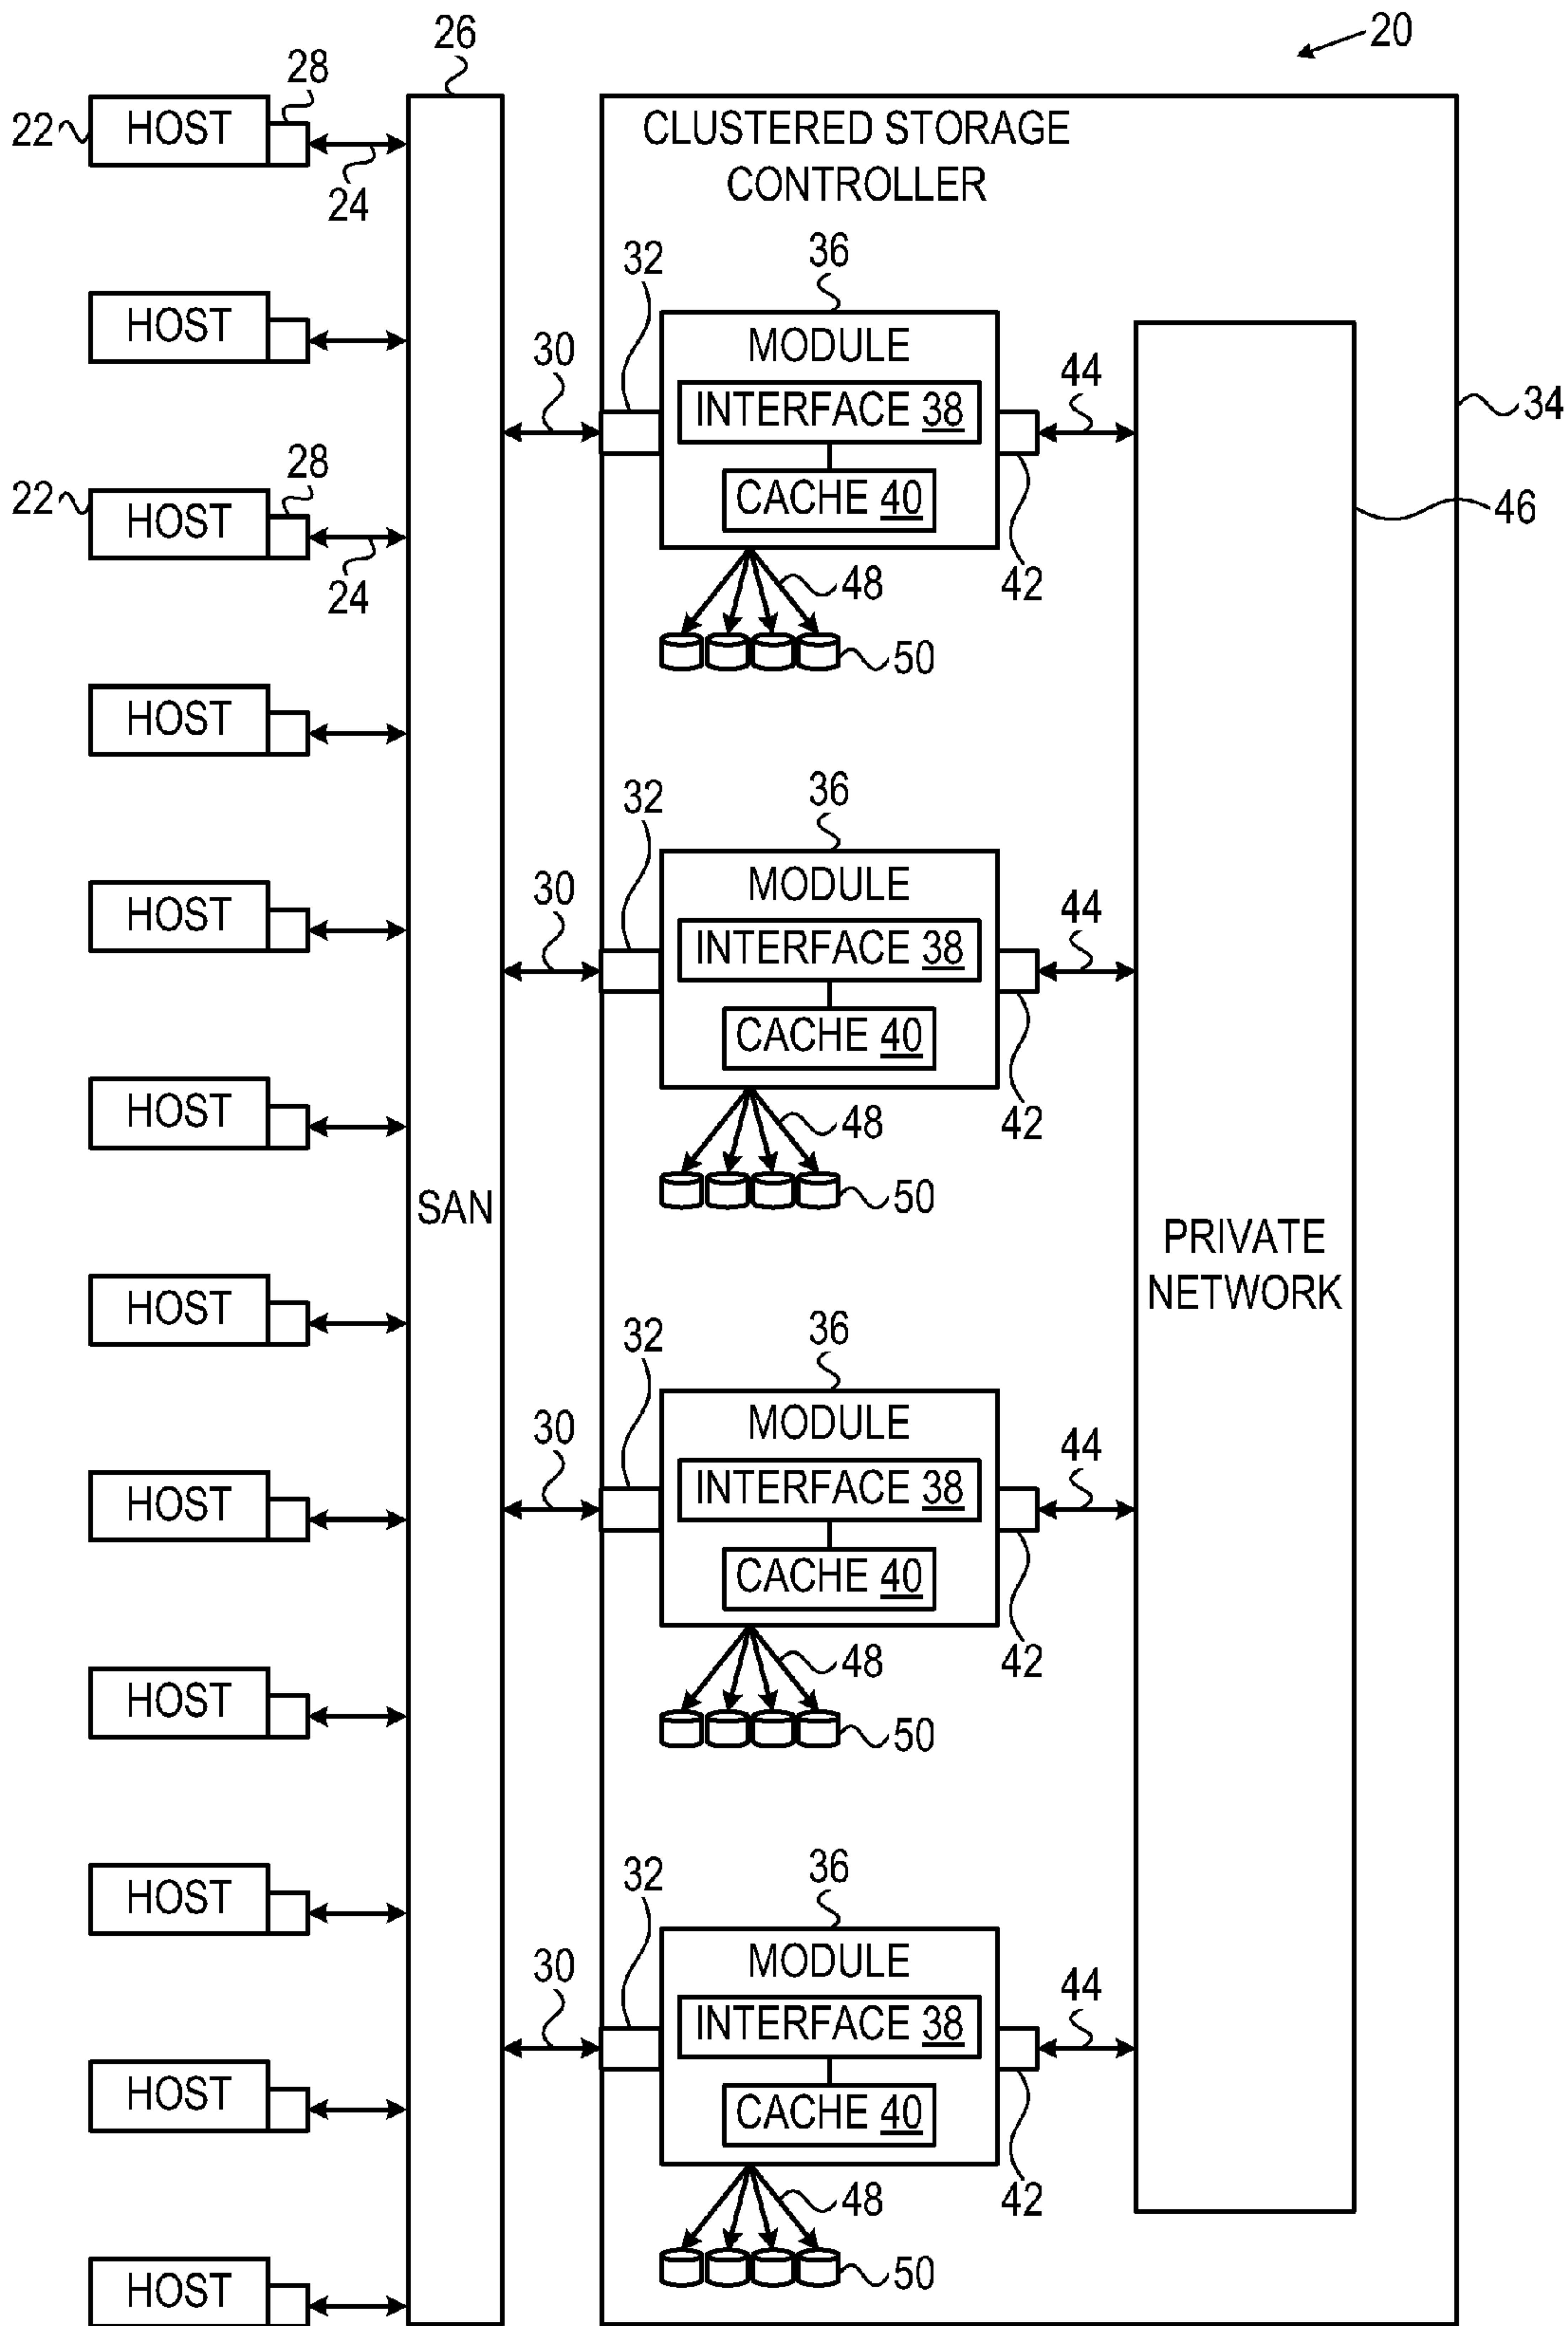 26
20
28
22
HOST
24
CLUSTERED STORAGE
CONTROLLER
32
36
HOST
30
MODULE
44
INTERFACE 38
34
28
22
HOST
24
CACHE 40
46
48
42
50
HOST
32
36
30
MODULE
44
HOST
INTERFACE 38
CACHE 40
HOST
48
42
50
SAN
PRIVATE
NETWORK
HOST
32
36
30
MODULE
44
HOST
INTERFACE 38
CACHE 40
48
42
HOST
50
32
36
HOST
30
MODULE
44
INTERFACE 38
HOST
CACHE 40
48
42
50
HOST